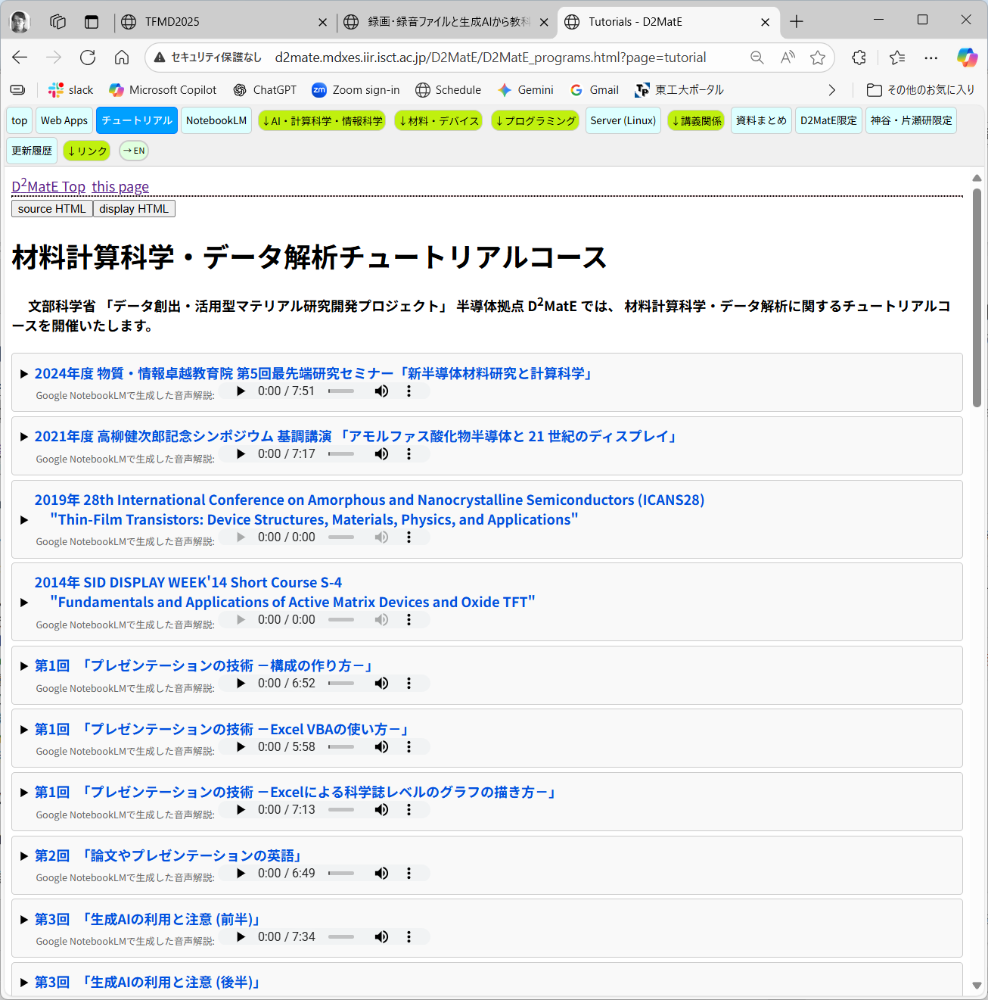 TFMD2025
録画・録音ファイルと生成AIから教科
Tutorials - D2MatE
セキュリティ保護なし
d2mate.mdxes.iir.isct.ac.jp/D2MatE/D2MatE_programs.html?page=tutorial
slack
Microsoft Copilot
ChatGPT
zm
Zoom sign-in
Schedule
Gemini
Gmail
東工大ポータル
その他のお気に入り
top
Web Apps
チュートリアル
NotebookLM
↓AI・計算科学・情報科学
↓材料・デバイス
↓プログラミング
Server (Linux)
↓講義関係
資料まとめ
D2MatE限定
神谷・片瀬研限定
更新履歴
↓リンク
→EN
D2MatE Top this page
source HTML display HTML
材料計算科学・データ解析チュートリアルコース
文部科学省 「データ創出・活用型マテリアル研究開発プロジェクト」 半導体拠点 D2MatE では、 材料計算科学・データ解析に関するチュートリアルコ
ースを開催いたします。
2024年度 物質・情報卓越教育院 第5回最先端研究セミナー「新半導体材料研究と計算科学」
Google NotebookLMで生成した音声解説: 0:00 / 7:51
2021年度 高柳健次郎記念シンポジウム 基調講演 「アモルファス酸化物半導体と 21 世紀のディスプレイ」
Google NotebookLMで生成した音声解説: 0:00 / 7:17
2019年 28th International Conference on Amorphous and Nanocrystalline Semiconductors (ICANS28)
"Thin-Film Transistors: Device Structures, Materials, Physics, and Applications"
Google NotebookLMで生成した音声解説: 0:00 / 0:00
2014年 SID DISPLAY WEEK'14 Short Course S-4
"Fundamentals and Applications of Active Matrix Devices and Oxide TFT"
Google NotebookLMで生成した音声解説: 0:00 / 0:00
第1回 「プレゼンテーションの技術 －構成の作り方－」
Google NotebookLMで生成した音声解説: 0:00 / 6:52
第1回 「プレゼンテーションの技術 －Excel VBAの使い方－」
Google NotebookLMで生成した音声解説: 0:00 / 5:58
第1回 「プレゼンテーションの技術 －Excelによる科学誌レベルのグラフの描き方－」
Google NotebookLMで生成した音声解説: 0:00 / 7:13
第2回 「論文やプレゼンテーションの英語」
Google NotebookLMで生成した音声解説: 0:00 / 6:49
第3回 「生成AIの利用と注意 (前半)」
Google NotebookLMで生成した音声解説: 0:00 / 7:34
第3回 「生成AIの利用と注意 (後半)」